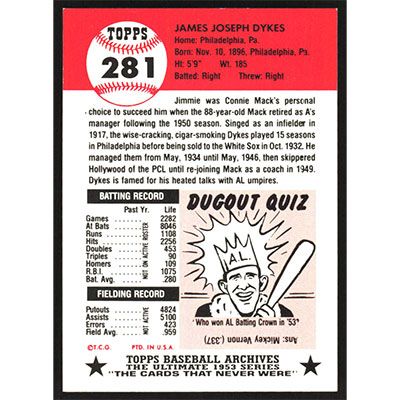 TOPPS
281
JAMES JOSEPH DYKES
Home: Philadelphia, Pa.
Born: Nov. 10, 1896, Philadelphia, Pa.
Ht: 5'9" Wt: 185
Batted: Right Threw: Right
Jimmie was Connie Mack's personal
choice to succeed him when the 88-year-old Mack retired as A's
manager following the 1950 season. Singed as an infielder in
1917, the wise-cracking, cigar-smoking Dykes played 15 seasons
in Philadelphia before being sold to the White Sox in Oct. 1932. He
managed them from May, 1934 until May, 1946, then skippered
Hollywood of the PCL until re-joining Mack as a coach in 1949.
Dykes is famed for his heated talks with AL umpires.
BATTING RECORD
Past Yr. Life
Games 2282
At Bats 8046
Runs 1108
Hits 2256
Doubles 453
Triples 90
Homers 109
R.B.I. 1075
Bat. Avg. .280
NOT ON ACTIVE ROSTER
FIELDING RECORD
Putouts 4824
Assists 5100
Errors 423
Field Avg. .959
NOT ON ACTIVE
©T.C.G. PTD. IN U.S.A.
DUGOUT QUIZ
A.L.
'Who won AL Batting Crown in '53"
Ans: Mickey Vernon (.337)
TOPPS BASEBALL ARCHIVES
THE ULTIMATE 1953 SERIES
"THE CARDS THAT NEVER WERE"